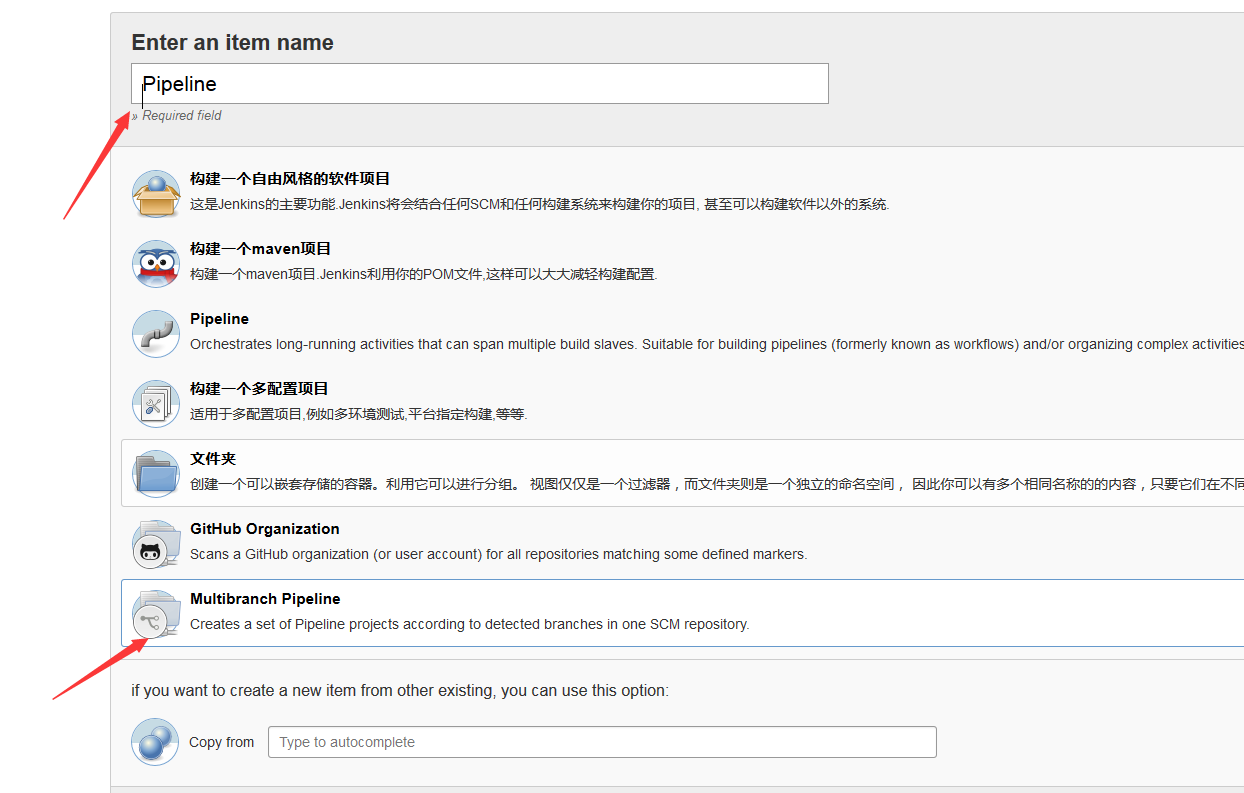 Enter an item name
Pipeline
» Required field
构建一个自由风格的软件项目
这是Jenkins的主要功能.Jenkins将会结合任何SCM和任何构建系统来构建你的项目, 甚至可以构建软件以外的系统.
构建一个maven项目
构建一个maven项目.Jenkins利用你的POM文件,这样可以大大减轻构建配置.
Pipeline
Orchestrates long-running activities that can span multiple build slaves. Suitable for building pipelines (formerly known as workflows) and/or organizing complex activities
构建一个多配置项目
适用于多配置项目,例如多环境测试,平台指定构建,等等.
文件夹
创建一个可以嵌套存储的容器。利用它可以进行分组。 视图仅仅是一个过滤器，而文件夹则是一个独立的命名空间， 因此你可以有多个相同名称的的内容，只要它们在不同
GitHub Organization
Scans a GitHub organization (or user account) for all repositories matching some defined markers.
Multibranch Pipeline
Creates a set of Pipeline projects according to detected branches in one SCM repository.
if you want to create a new item from other existing, you can use this option:
Copy from
Type to autocomplete